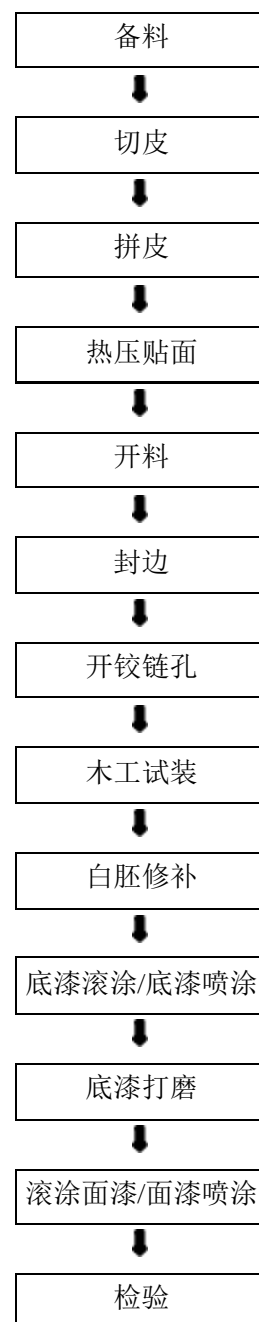 备料
切皮
拼皮
热压贴面
开料
封边
开铰链孔
木工试装
白胚修补
底漆滚涂/底漆喷涂
底漆打磨
滚涂面漆/面漆喷涂
检验